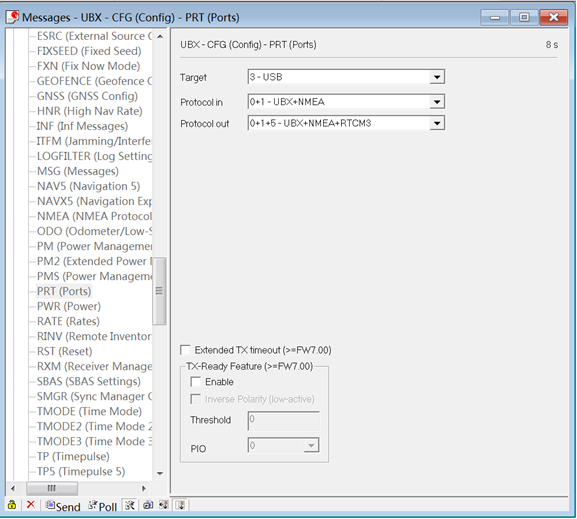 Messages - UBX - CFG (Config) - PRT (Ports)
ESRC (External Source C
FIXSEED (Fixed Seed)
FXN (Fix Now Mode)
GEOFENCE (Geofence C
GNSS (GNSS Config)
HNR (High Nav Rate)
INF (Inf Messages)
ITFM (Jamming/Interfe
LOGFILTER (Log Setting
MSG (Messages)
NAV5 (Navigation 5)
NAVX5 (Navigation Exp
NMEA (NMEA Protocol
ODO (Odometer/Low-S
PM (Power Managemer
PM2 (Extended Power I
PMS (Power Managem
PRT (Ports)
PWR (Power)
RATE (Rates)
RINV (Remote Inventor
RST (Reset)
RXM (Receiver Manage
SBAS (SBAS Settings)
SMGR (Sync Manager C
TMODE (Time Mode)
TMODE2 (Time Mode 2
TMODE3 (Time Mode 3
TP (Timepulse)
TP5 (Timepulse 5)
UBX - CFG (Config) - PRT (Ports) 8 s
Target 3 - USB
Protocol in 0+1 - UBX+NMEA
Protocol out 0+1+5 - UBX+NMEA+RTCM3
Extended TX timeout (>=FW7.00)
TX-Ready Feature (>=FW7.00)
Enable
Inverse Polarity (low-active)
Threshold 0
PIO 0
Send Poll